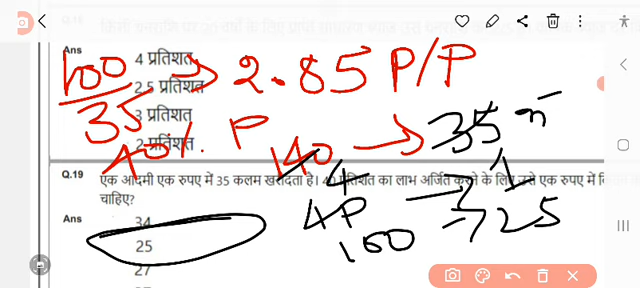 Ans
4 प्रतिशत
100/35 → 2.85 P/P
2.5 प्रतिशत
3 प्रतिशत
2 प्रतिशत
40% P 140 → 35
Q.19 एक आदमी एक रुपए में 35 कलम खरीदता है। 40 प्रतिशत का लाभ अर्जित करने के लिए उसे एक रुपए में
चाहिए?
4P
100 → 25
Ans
34
25
27